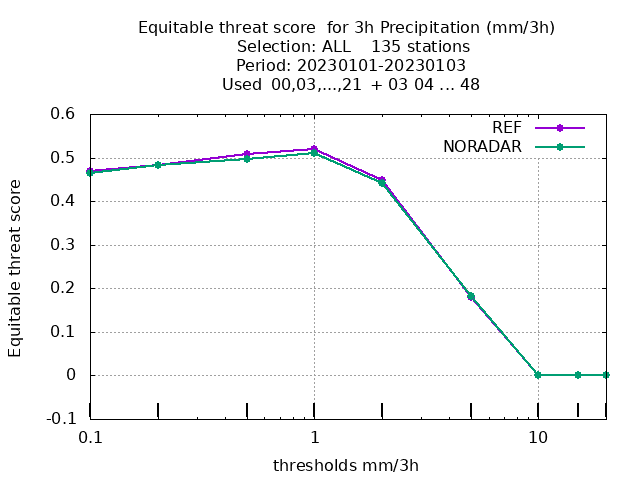 Equitable threat score  for 3h Precipitation (mm/3h)
Selection: ALL    135 stations
Period: 20230101-20230103
Used  00,03,...,21  + 03 04 ... 48
REF
NORADAR
0.6
0.5
0.4
0.3
0.2
0.1
0
-0.1
Equitable threat score
0.1
1
10
thresholds mm/3h